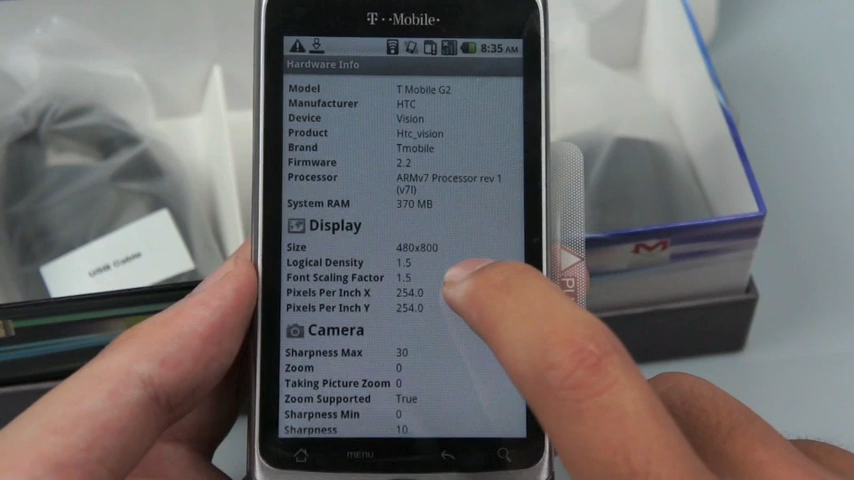 T··Mobile·
8:35 AM
Hardware Info
Model T Mobile G2
Manufacturer HTC
Device Vision
Product Htc_vision
Brand Tmobile
Firmware 2.2
Processor ARMv7 Processor rev 1
(v7l)
System RAM 370 MB
Display
Size 480x800
Logical Density 1.5
Font Scaling Factor 1.5
Pixels Per Inch X 254.0
Pixels Per Inch Y 254.0
Camera
Sharpness Max 30
Zoom 0
Taking Picture Zoom 0
Zoom Supported True
Sharpness Min 0
Sharpness 10
menu
USB Cable